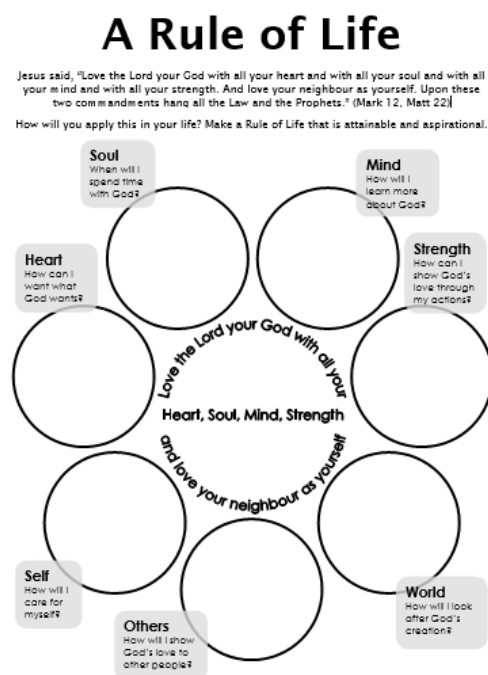 A Rule of Life
Jesus said, "Love the Lord your God with all your heart and with all your soul and with all
your mind and with all your strength. And love your neighbour as yourself. Upon these
two commandments hang all the Law and the Prophets." (Mark 12, Matt 22)
How will you apply this in your life? Make a Rule of Life that is attainable and aspirational.
Soul
When will I
spend time
with God?
Mind
How will I
learn more
about God?
Heart
How can I
want what
God wants?
Strength
How can I
show God's
love through
my actions?
Love the Lord your God with all your
Heart, Soul, Mind, Strength
and love your neighbour as yourself
Self
How will I
care for
myself?
Others
How will I show
God's love to
other people?
World
How will I look
after God's
creation?